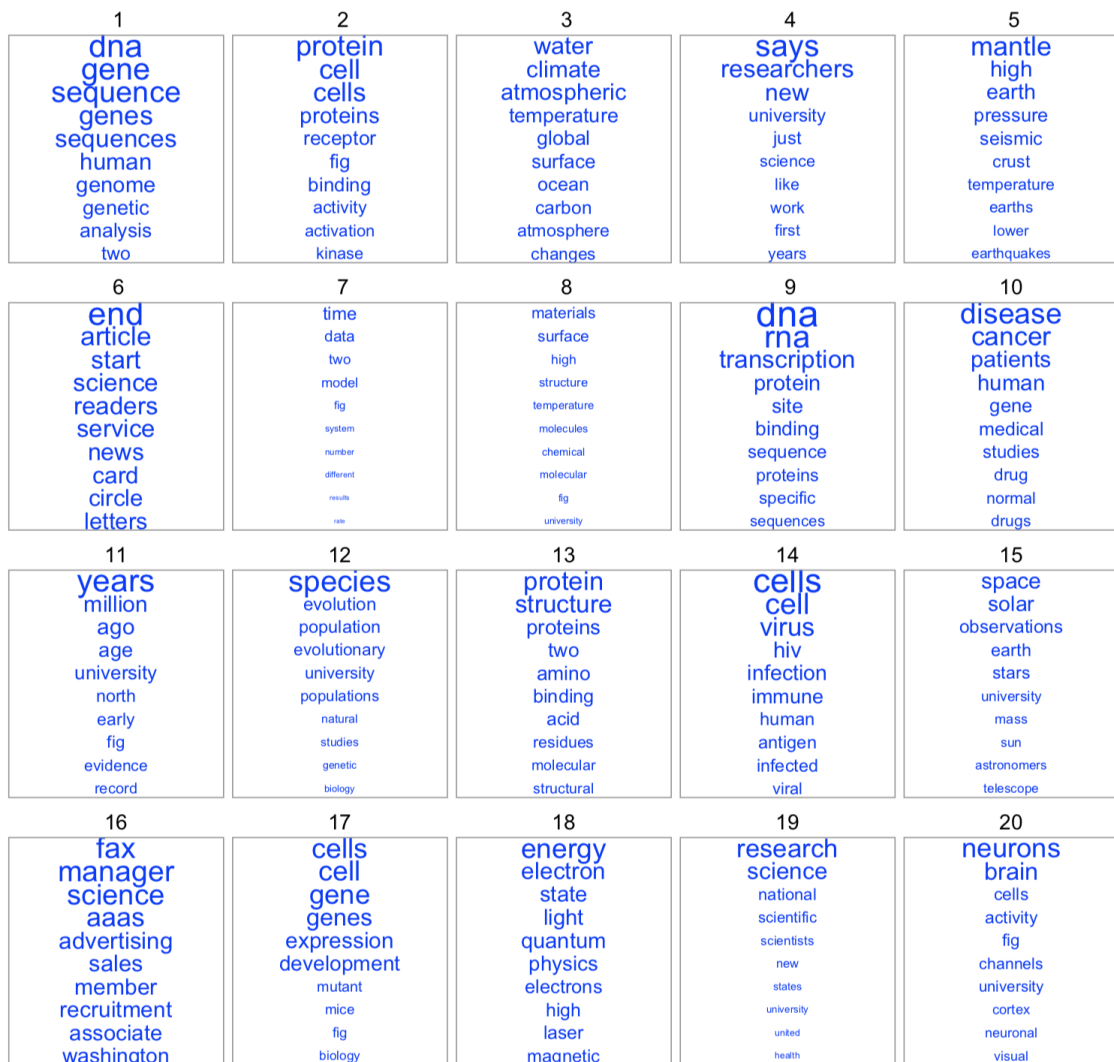 1 2 3 4 5
dna protein water says mantle
gene cell climate researchers high
sequence cells atmospheric new earth
genes proteins temperature university pressure
sequences receptor global just seismic
human fig surface science crust
genome binding ocean like temperature
genetic activity carbon work earths
analysis activation atmosphere first lower
two kinase changes years earthquakes
6 7 8 9 10
end time materials dna disease
article data surface rna cancer
start two high transcription patients
science model structure protein human
readers fig temperature site gene
service system molecules binding medical
news number chemical sequence studies
card different molecular proteins drug
circle results fig specific normal
letters rate university sequences drugs
11 12 13 14 15
years species protein cells space
million evolution structure cell solar
ago population proteins virus observations
age evolutionary two hiv earth
university university amino infection stars
north populations binding immune university
early natural acid human mass
fig studies residues antigen sun
evidence genetic molecular infected astronomers
record biology structural viral telescope
16 17 18 19 20
fax cells energy research neurons
manager cell electron science brain
science gene state national cells
aaas genes light scientific activity
advertising expression quantum scientists fig
sales development physics new channels
member mutant electrons states university
recruitment mice high university cortex
associate fig laser united neuronal
washington biology magnetic health visual